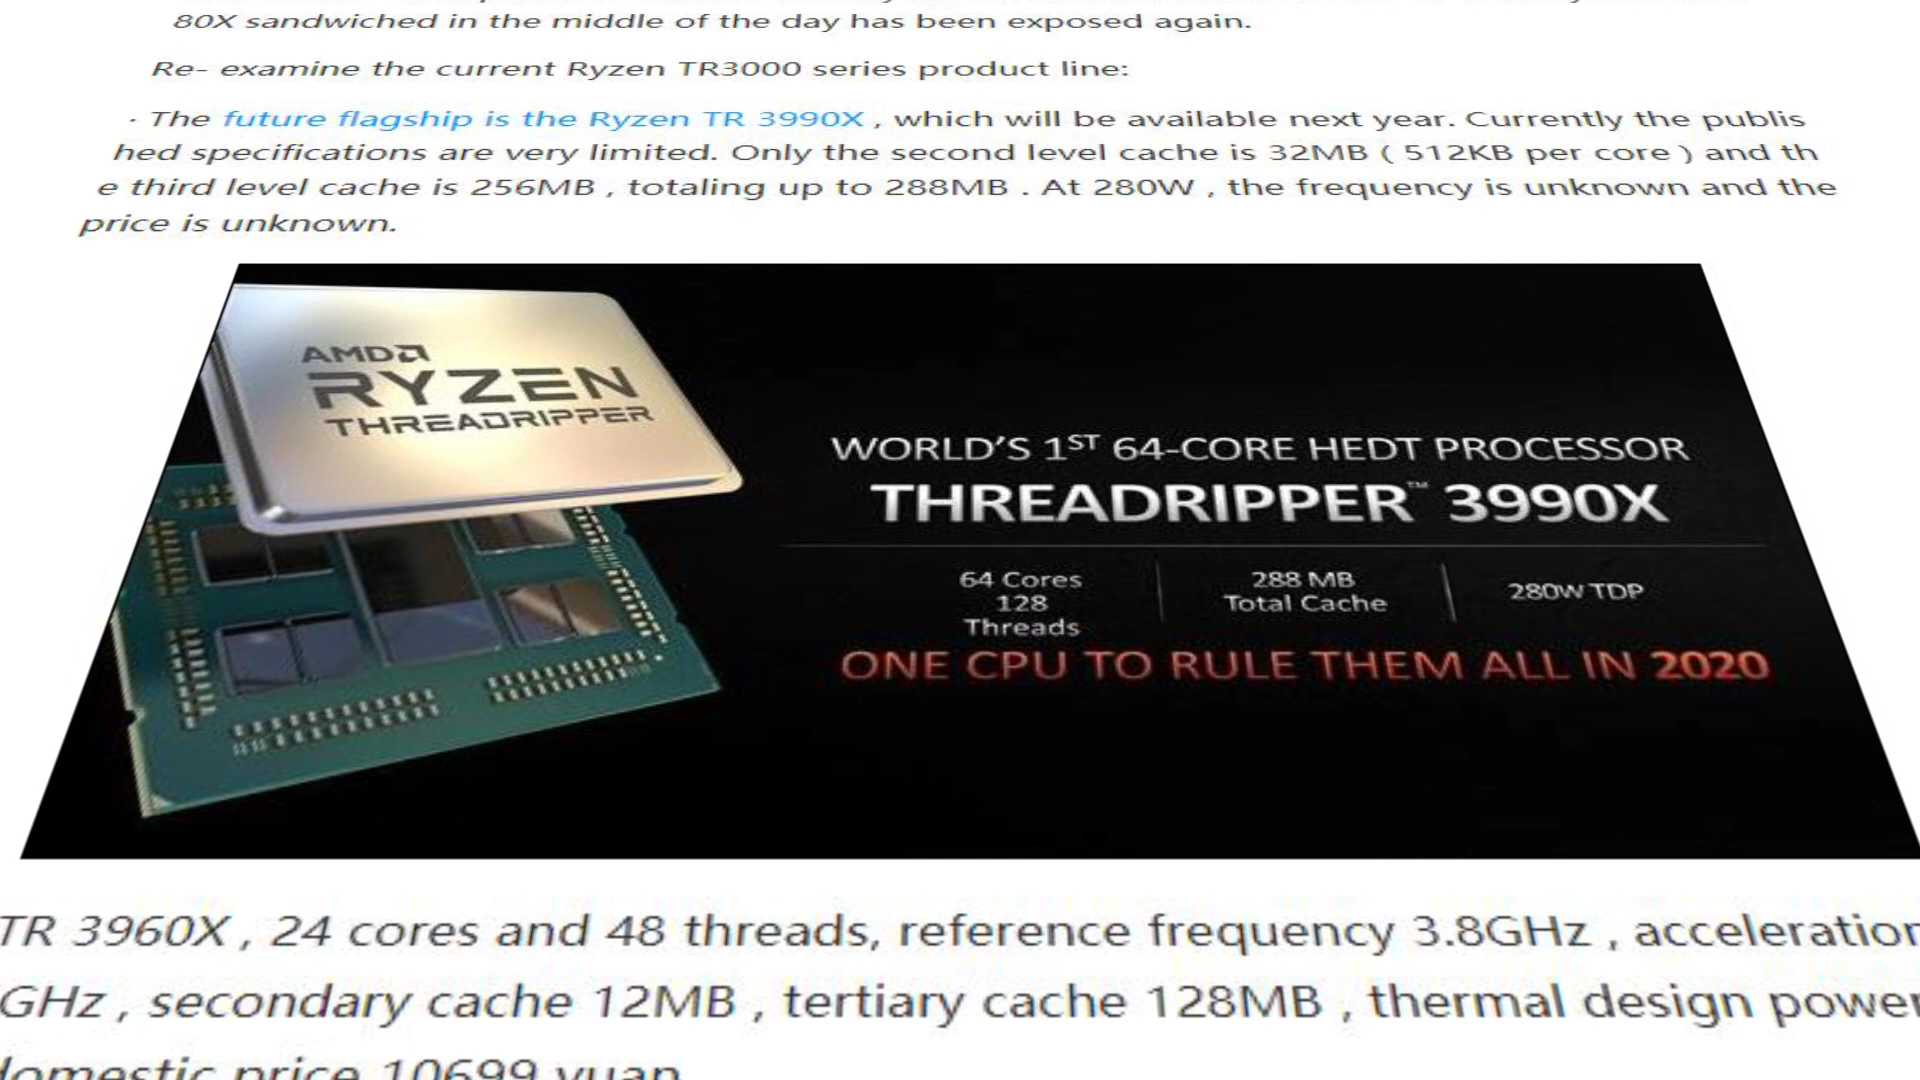 80X sandwiched in the middle of the day has been exposed again.
Re- examine the current Ryzen TR3000 series product line:
· The future flagship is the Ryzen TR 3990X , which will be available next year. Currently the publis
hed specifications are very limited. Only the second level cache is 32MB ( 512KB per core ) and th
e third level cache is 256MB , totaling up to 288MB . At 280W , the frequency is unknown and the
price is unknown.
AMD
RYZEN
THREADRIPPER
WORLD'S 1ST 64-CORE HEDT PROCESSOR
THREADRIPPER™ 3990X
64 Cores
128
Threads
288 MB
Total Cache
280W TDP
ONE CPU TO RULE THEM ALL IN 2020
TR 3960X , 24 cores and 48 threads, reference frequency 3.8GHz , acceleration
GHz , secondary cache 12MB , tertiary cache 128MB , thermal design power
domestic price 10699 yuan